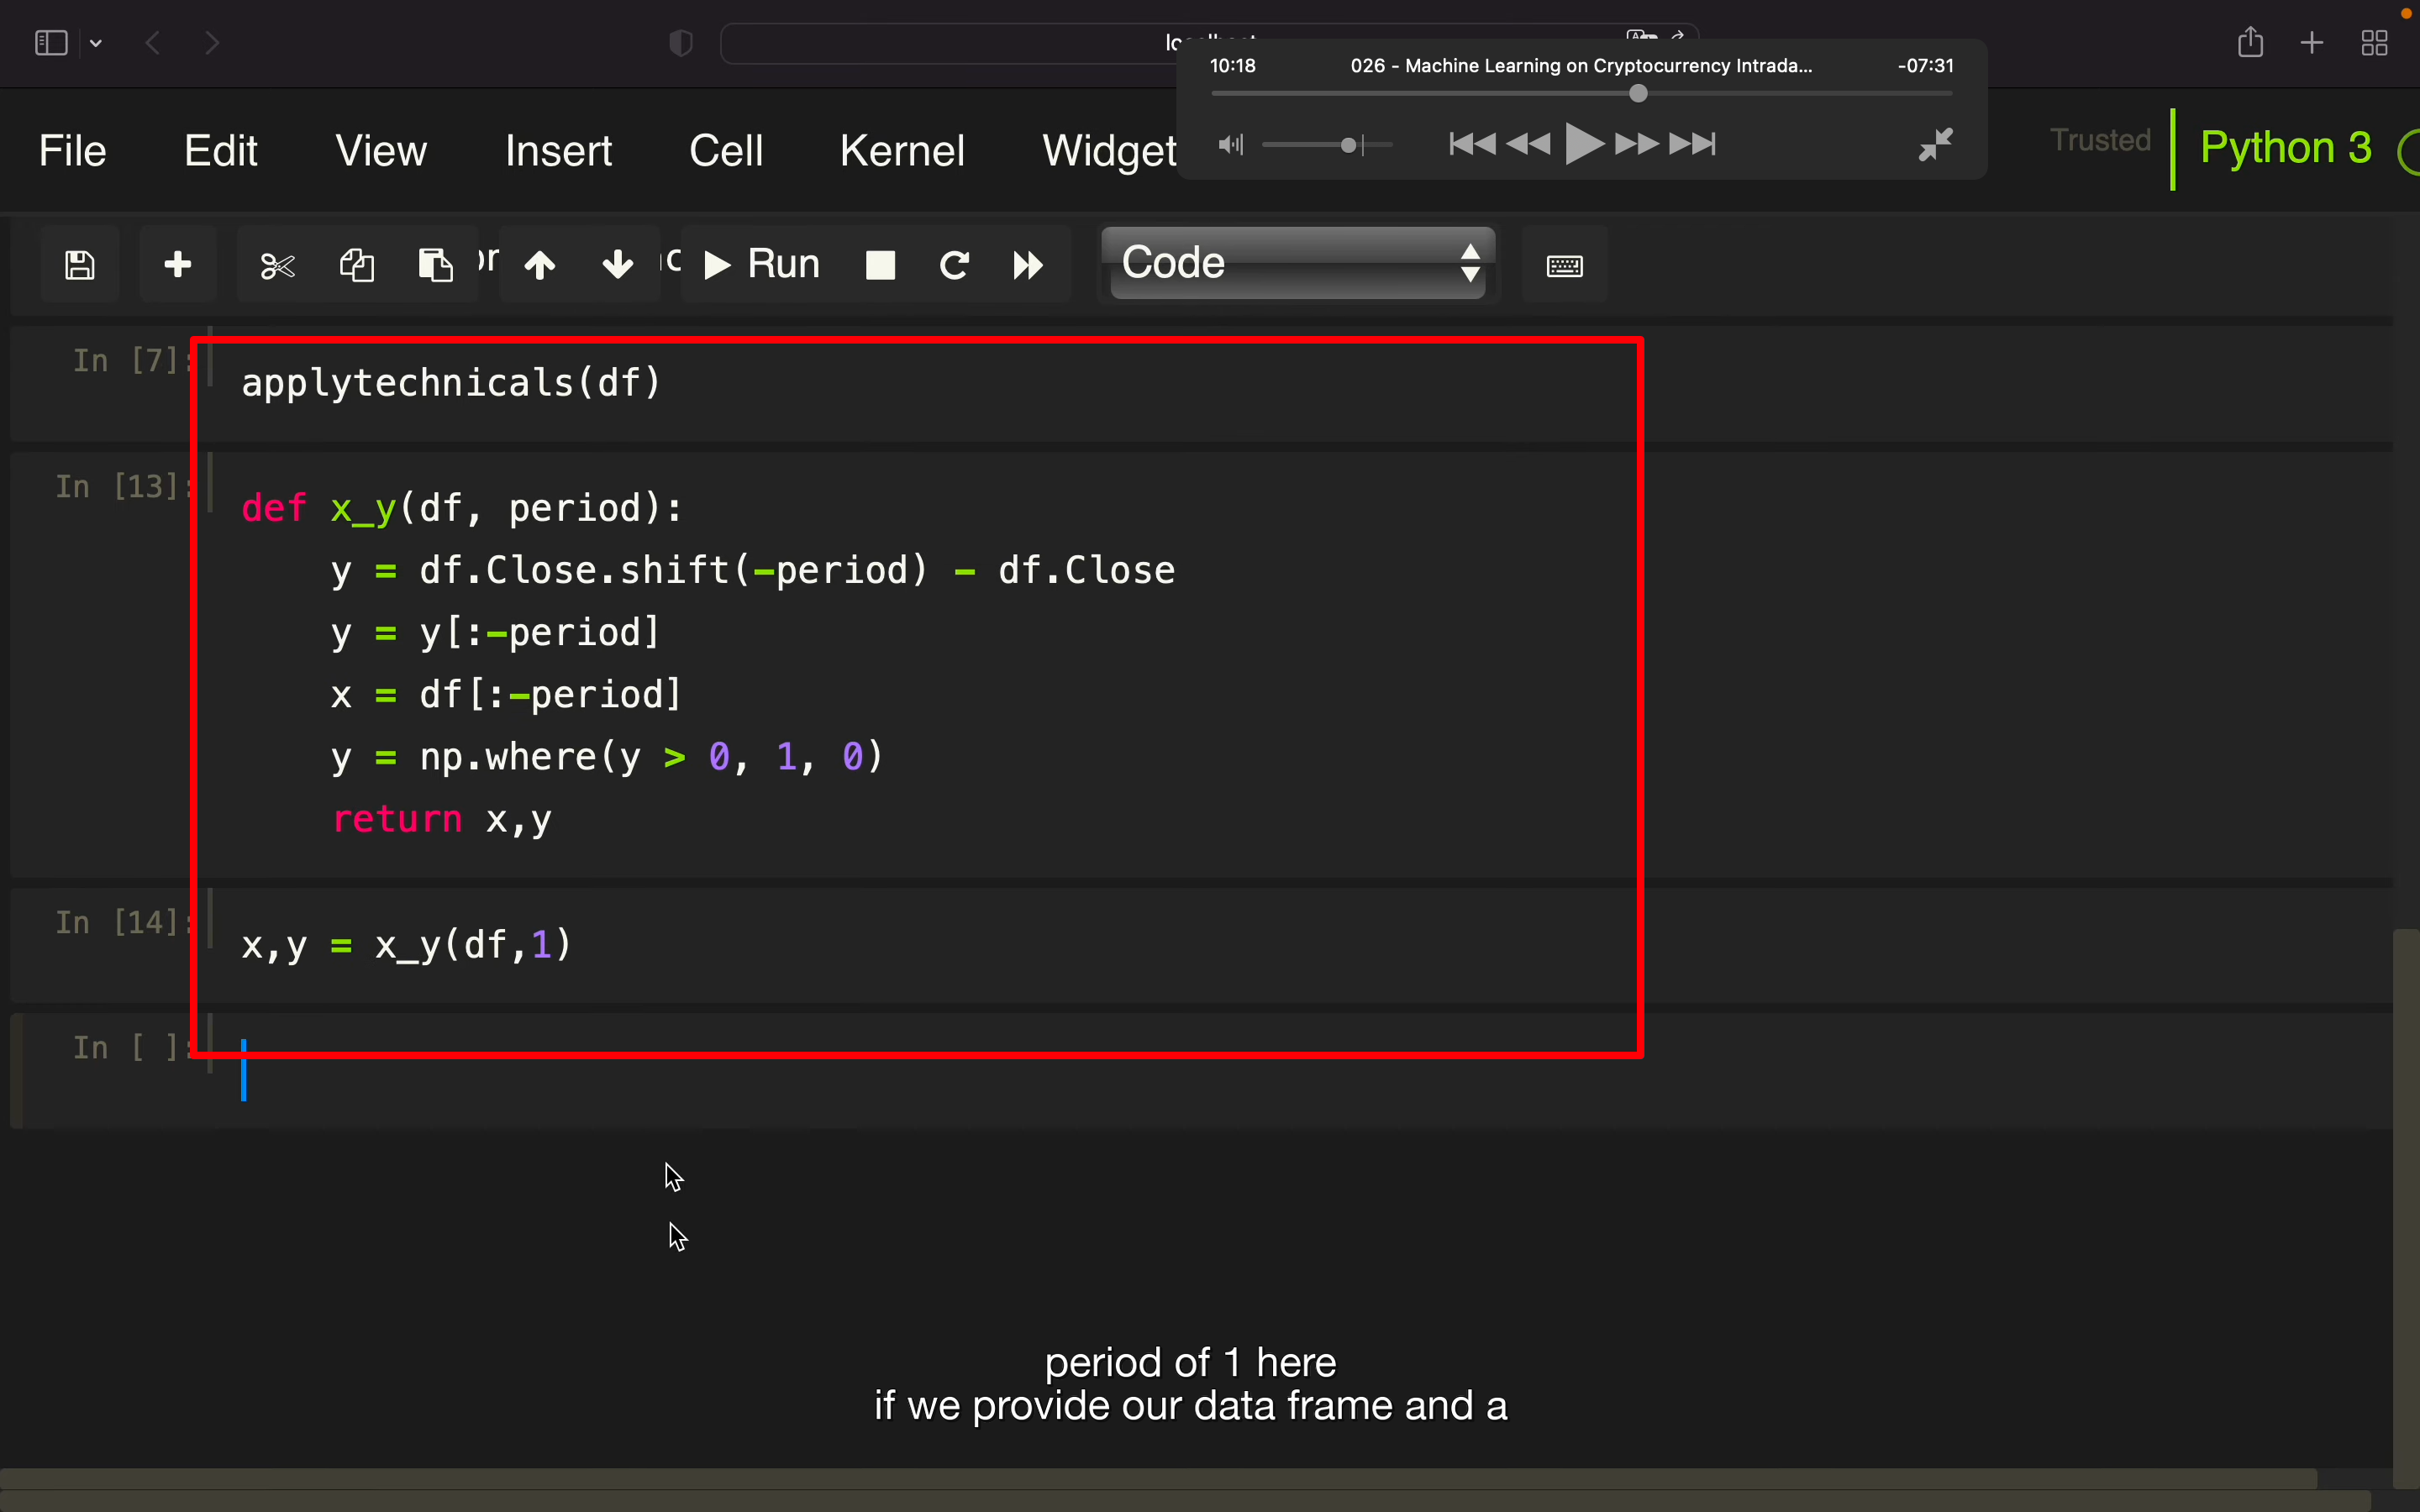 10:18 026 - Machine Learning on Cryptocurrency Intrada... -07:31
File Edit View Insert Cell Kernel Widget Trusted Python 3
Run Code
In [7]:
applytechnicals(df)
In [13]:
def x_y(df, period):
    y = df.Close.shift(-period) - df.Close
    y = y[:-period]
    x = df[:-period]
    y = np.where(y > 0, 1, 0)
    return x,y
In [14]:
x,y = x_y(df,1)
In [ ]:
period of 1 here
if we provide our data frame and a